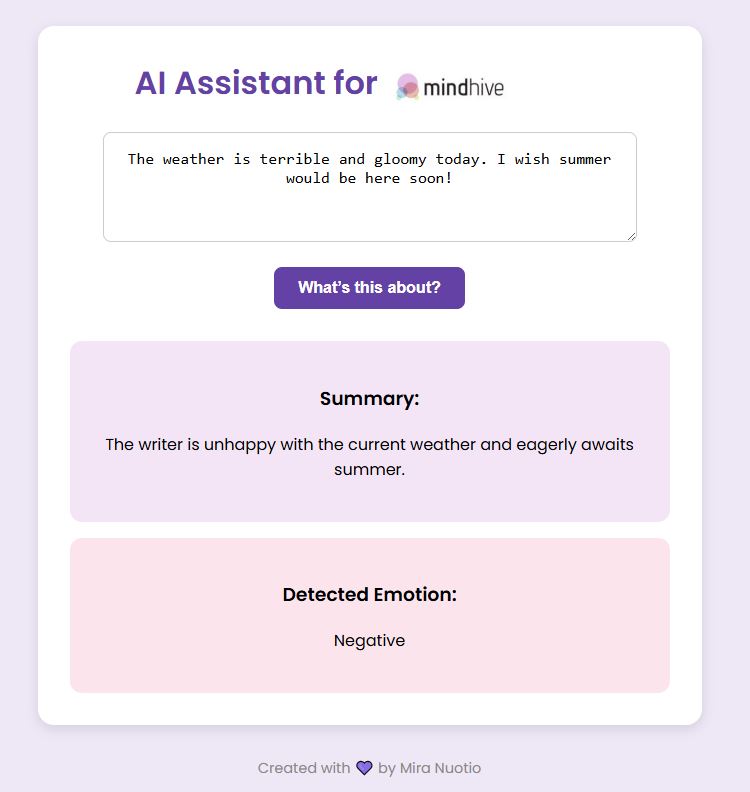 AI Assistant for mindhive
The weather is terrible and gloomy today. I wish summer
would be here soon!
What's this about?
Summary:
The writer is unhappy with the current weather and eagerly awaits
summer.
Detected Emotion:
Negative
Created with 💜 by Mira Nuotio